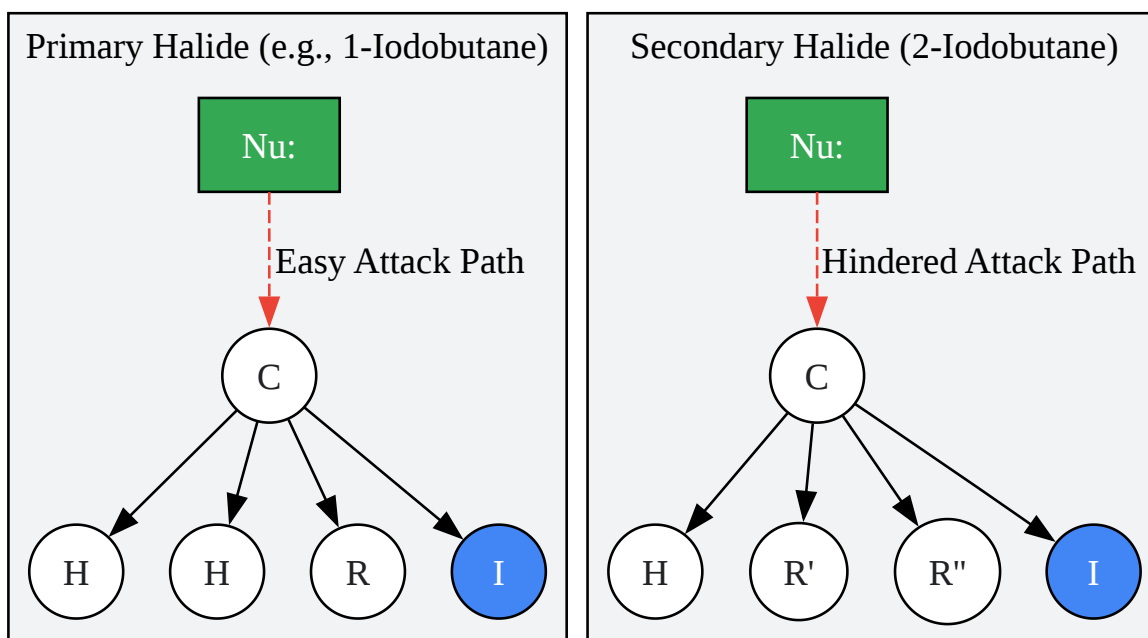 Primary Halide (e.g., 1-Iodobutane)
Nu:
Easy Attack Path
C
H
H
R
I
Secondary Halide (2-Iodobutane)
Nu:
Hindered Attack Path
C
H
R'
R"
I